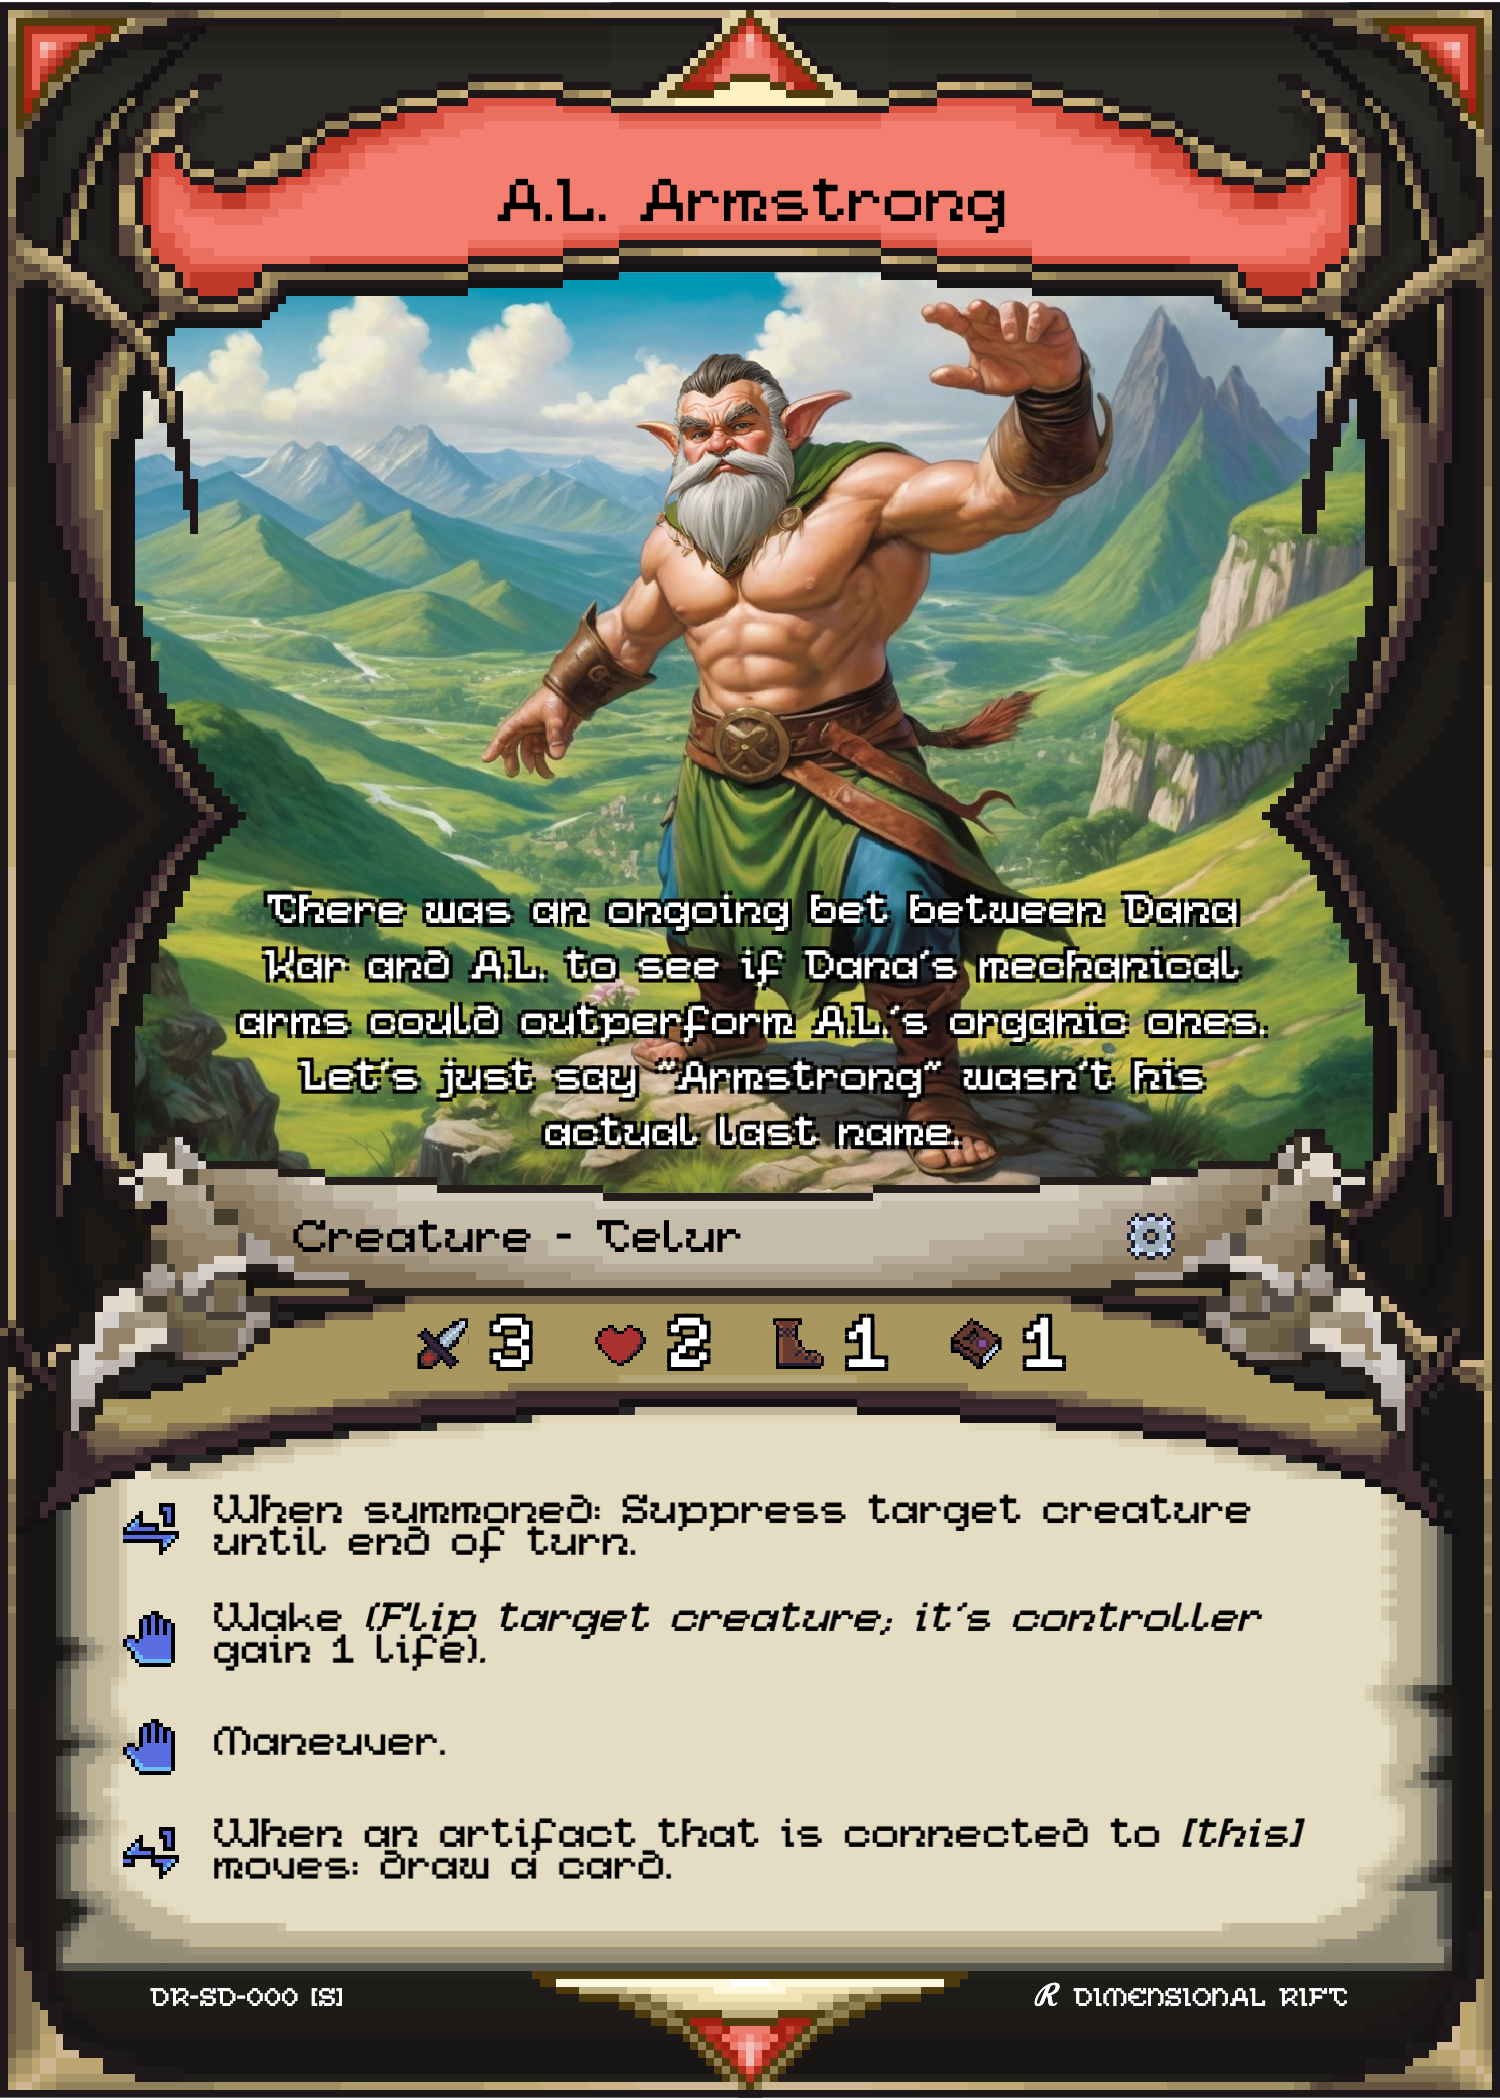 A.L. Armstrong
There was an ongoing bet between Dana
Kar and A.L. to see if Dana's mechanical
arms could outperform A.L.'s organic ones.
Let's just say "Armstrong" wasn't his
actual last name.
Creature - Telur
3 2 1 1
When summoned: Suppress target creature
until end of turn.
Wake (Flip target creature; it's controller
gain 1 life).
Maneuver.
When an artifact that is connected to [this]
moves: draw a card.
DR-SD-000 [S]
R DIMENSIONAL RIFT